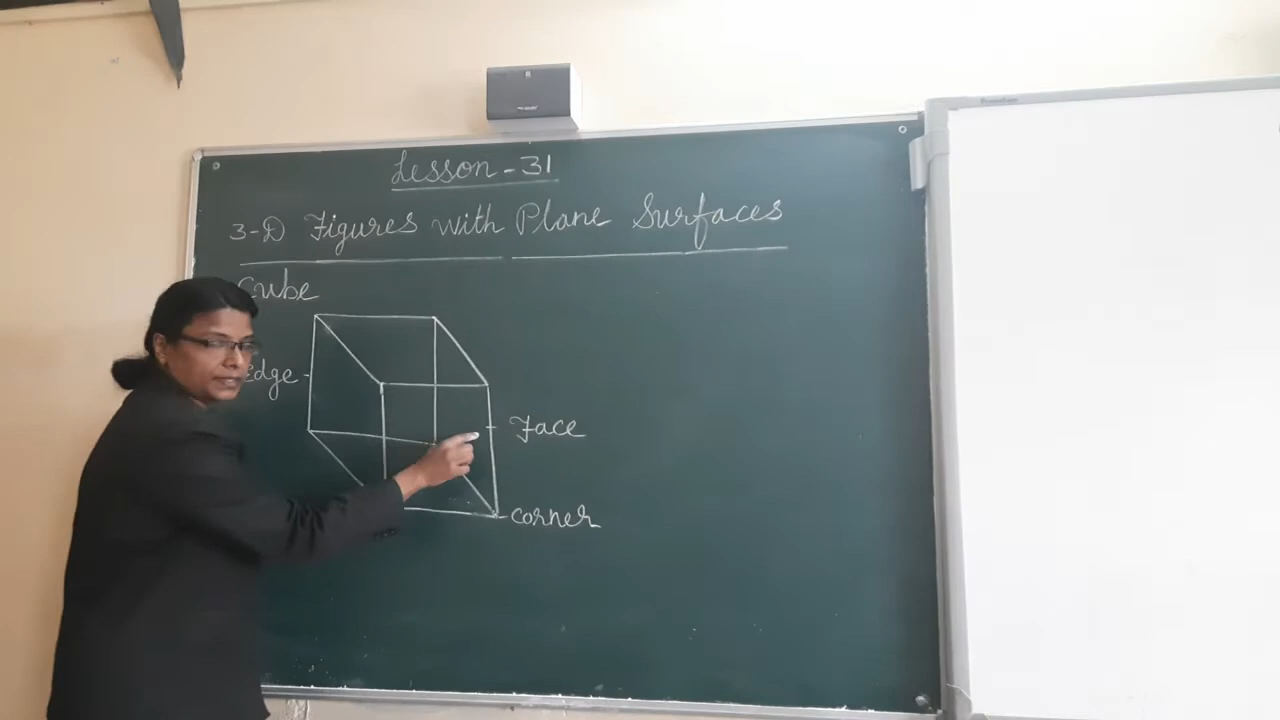 Lesson - 31
3-D Figures with Plane Surfaces
Cube
Edge
Face
corner